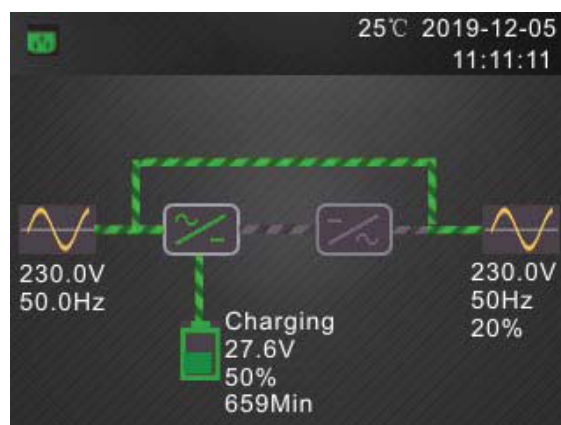 25℃ 2019-12-05
11:11:11
230.0V
50.0Hz
Charging
27.6V
50%
659Min
230.0V
50Hz
20%